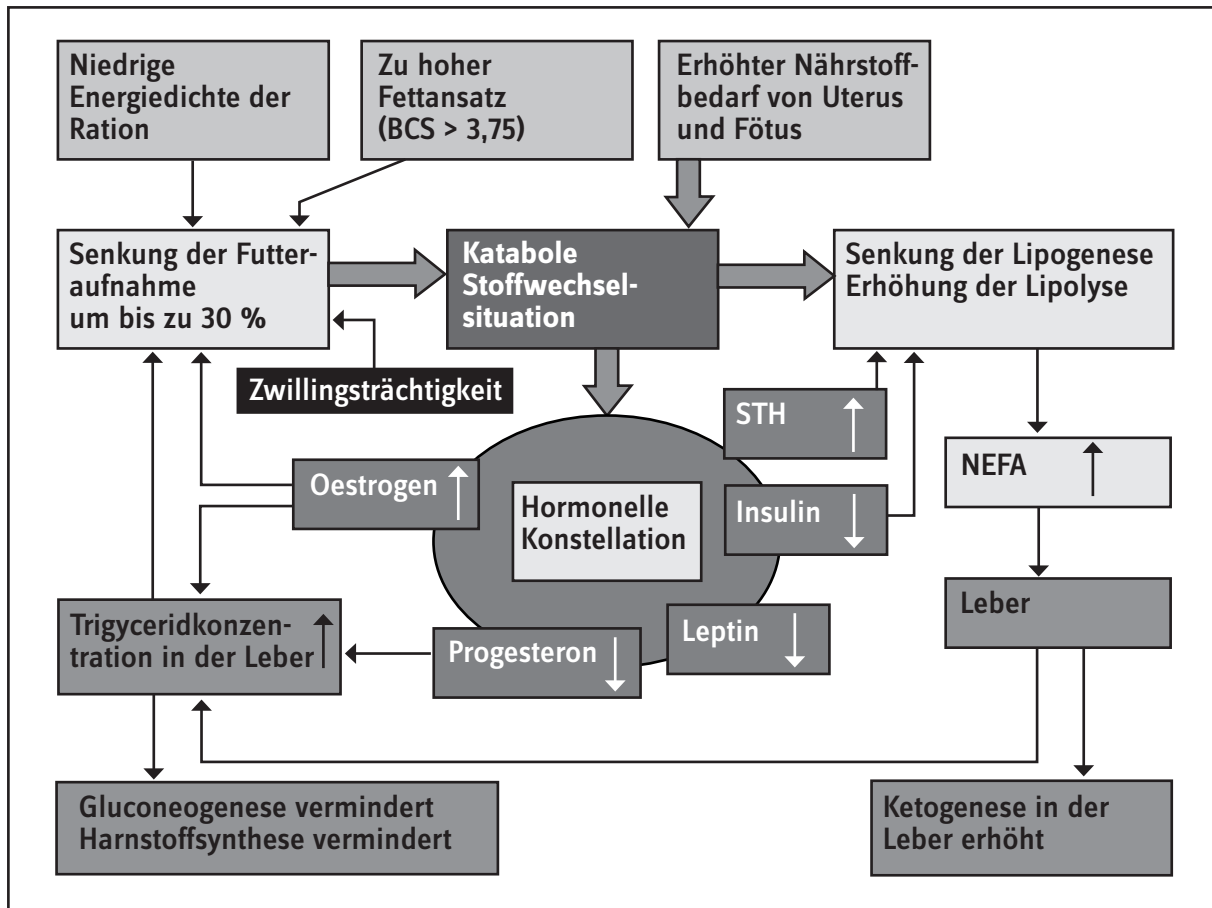 Niedrige
Energiedichte der
Ration
Zu hoher
Fettansatz
(BCS > 3,75)
Erhöhter Nährstoff-
bedarf von Uterus
und Fötus
Senkung der Futter-
aufnahme
um bis zu 30 %
Katabole
Stoffwechsel-
situation
Senkung der Lipogenese
Erhöhung der Lipolyse
Zwillingsträchtigkeit
STH
NEFA
Oestrogen
Hormonelle
Konstellation
Insulin
Leber
Trigyceridkonzen-
tration in der Leber
Progesteron
Leptin
Gluconeogenese vermindert
Harnstoffsynthese vermindert
Ketogenese in der
Leber erhöht